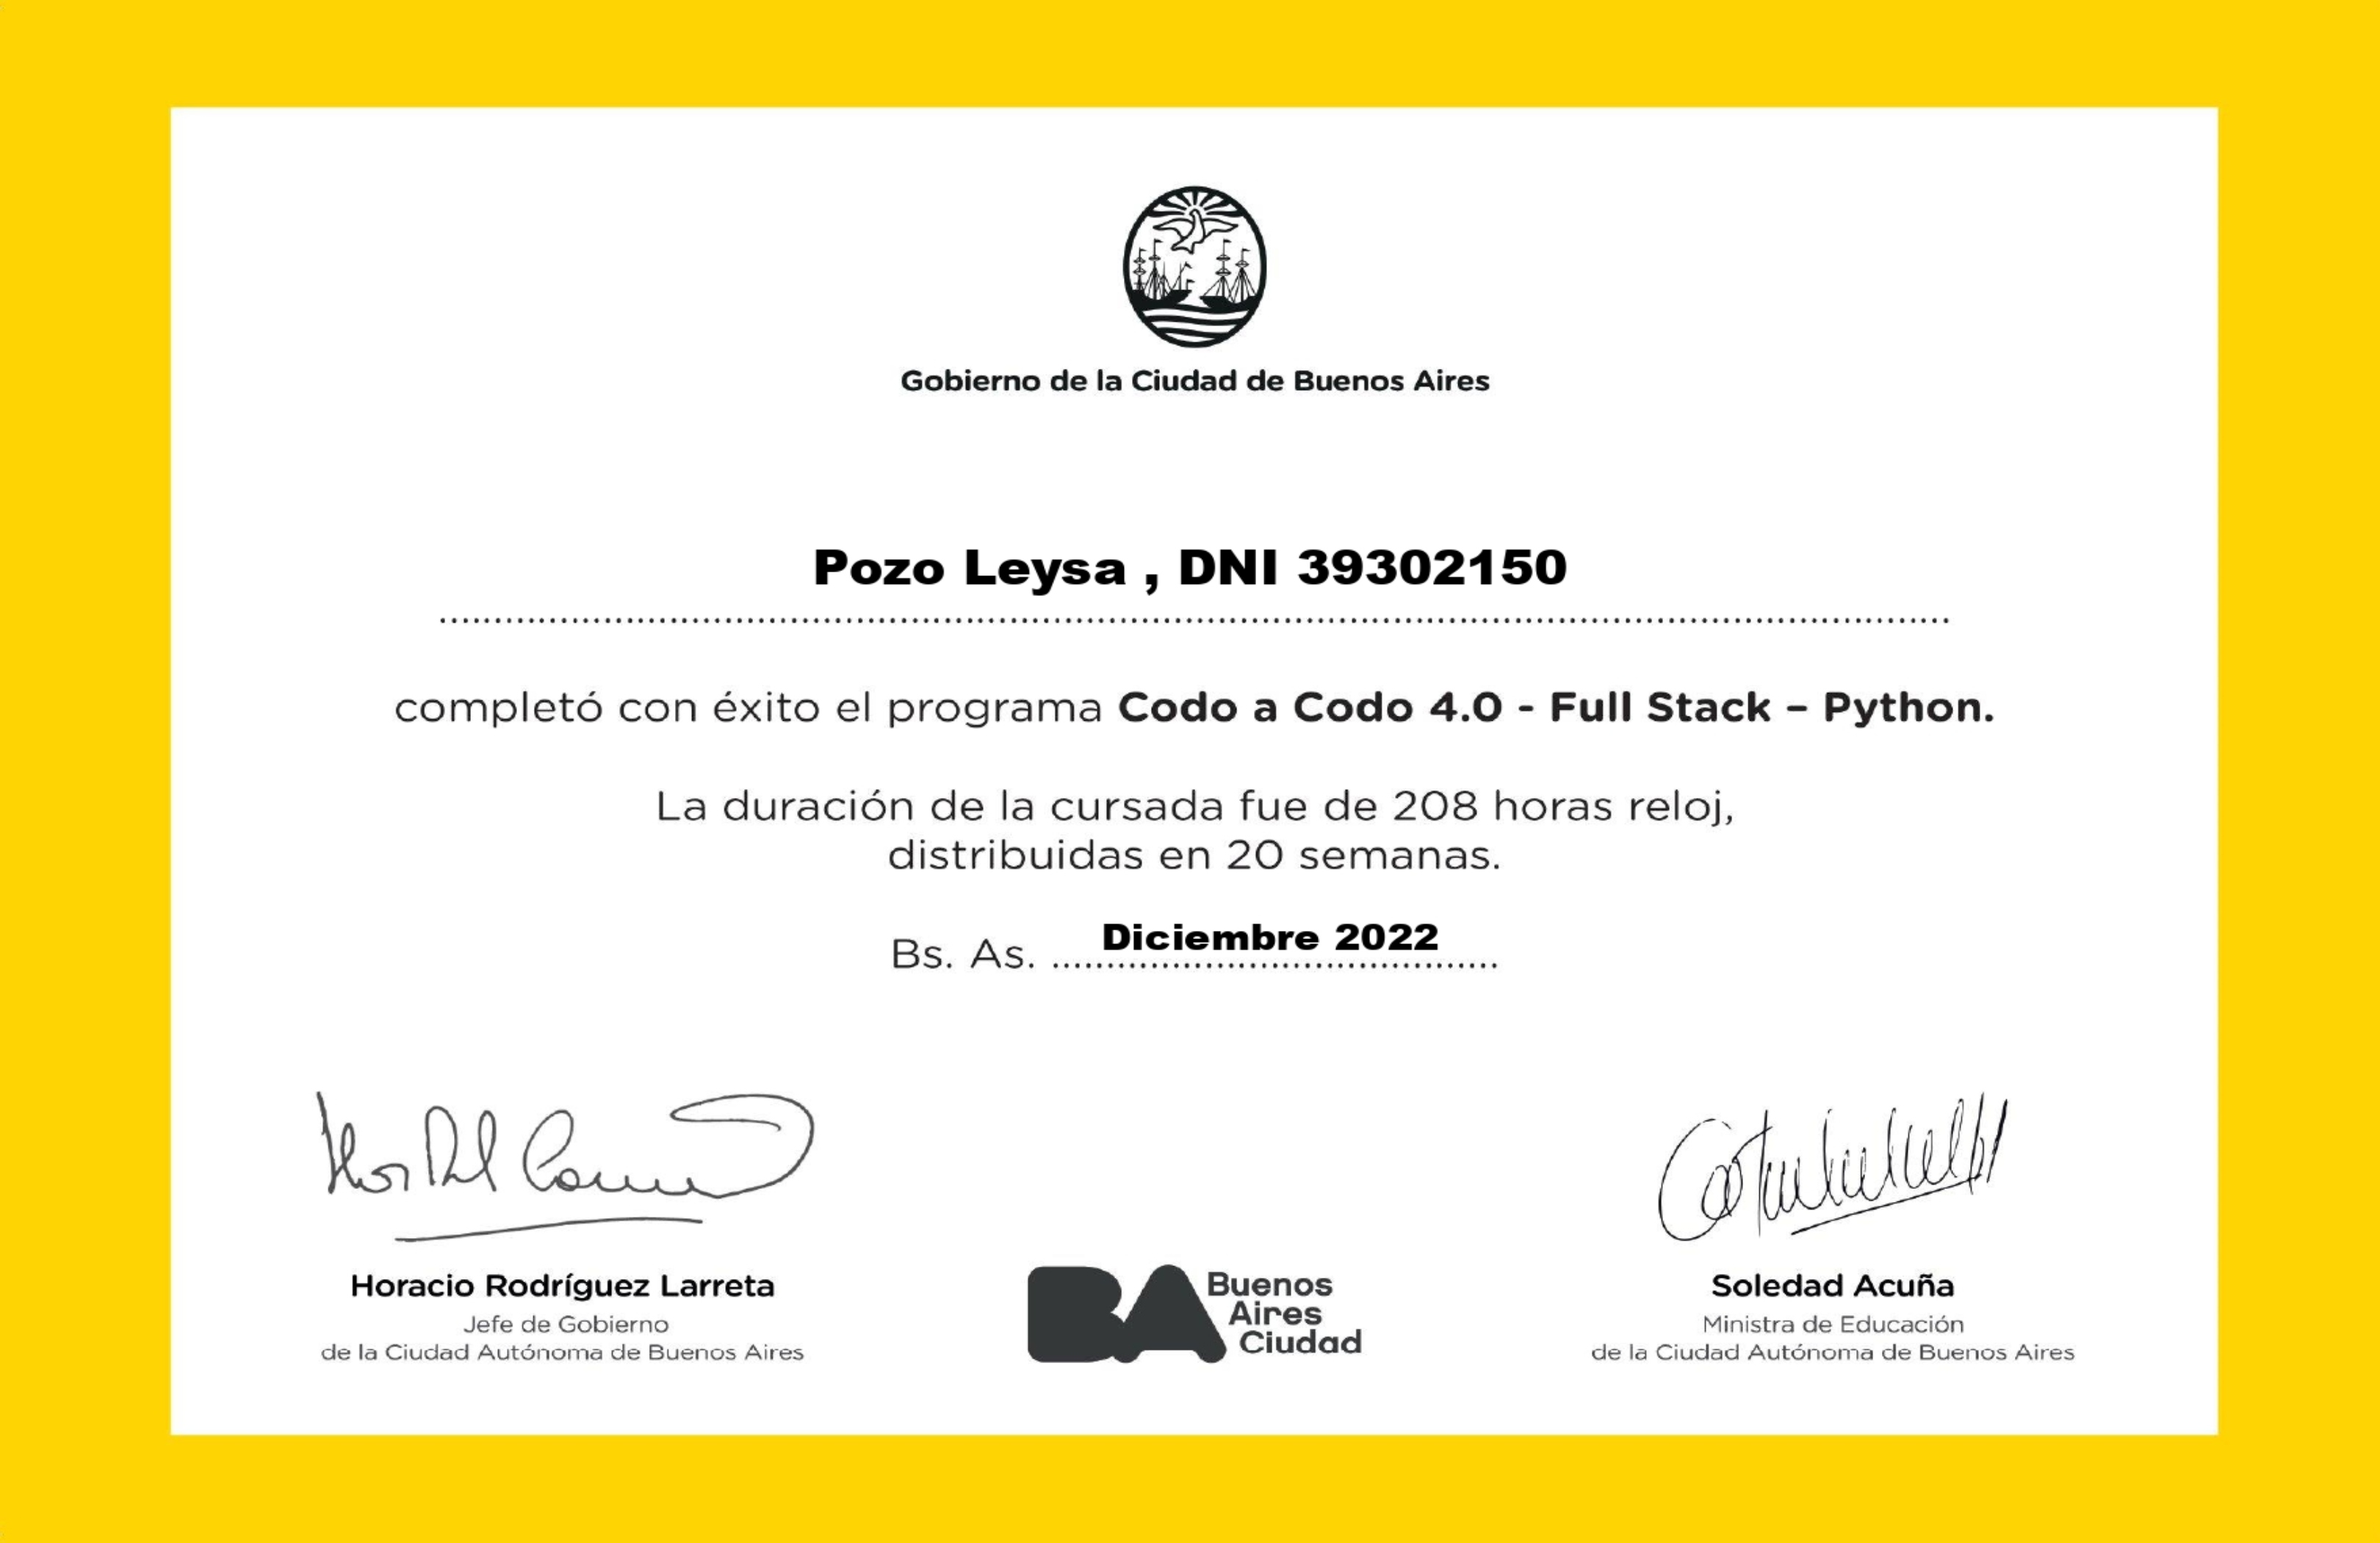 Gobierno de la Ciudad de Buenos Aires
Pozo Leysa , DNI 39302150
completó con éxito el programa Codo a Codo 4.0 - Full Stack – Python.
La duración de la cursada fue de 208 horas reloj,
distribuidas en 20 semanas.
Bs. As. Diciembre 2022
Horacio Rodríguez Larreta
Jefe de Gobierno
de la Ciudad Autónoma de Buenos Aires
BA Buenos
Aires
Ciudad
Soledad Acuña
Ministra de Educación
de la Ciudad Autónoma de Buenos Aires